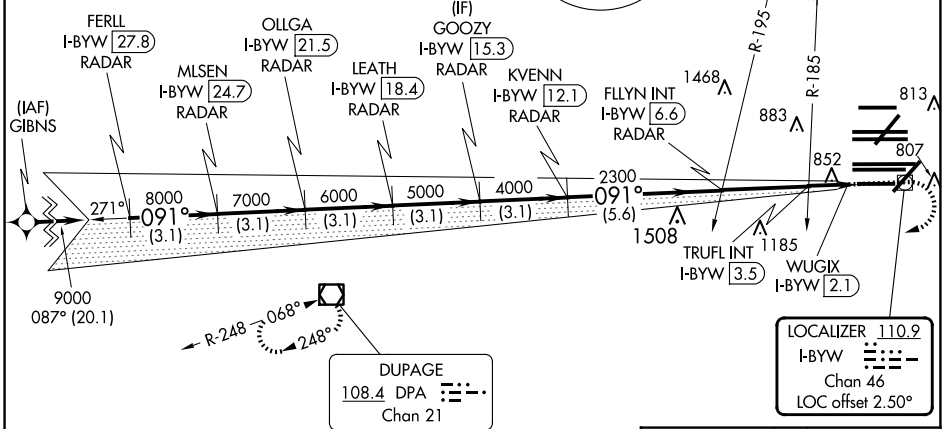 FERLL
I-BYW 27.8
RADAR
MLSEN
I-BYW 24.7
RADAR
OLLGA
I-BYW 21.5
RADAR
LEATH
I-BYW 18.4
RADAR
(IF)
GOOZY
I-BYW 15.3
RADAR
KVENN
I-BYW 12.1
RADAR
FLLYN INT
I-BYW 6.6
RADAR
R-195
R-185
1468
883
813
807
852
(IAF)
GIBNS
271°
8000
091°
(3.1)
7000
(3.1)
6000
(3.1)
5000
(3.1)
4000
(3.1)
2300
091°
(5.6)
1508
1185
TRUFL INT
I-BYW 3.5
WUGIX
I-BYW 2.1
9000
087° (20.1)
R-248
068°
248°
DUPAGE
108.4 DPA
Chan 21
LOCALIZER 110.9
I-BYW
Chan 46
LOC offset 2.50°